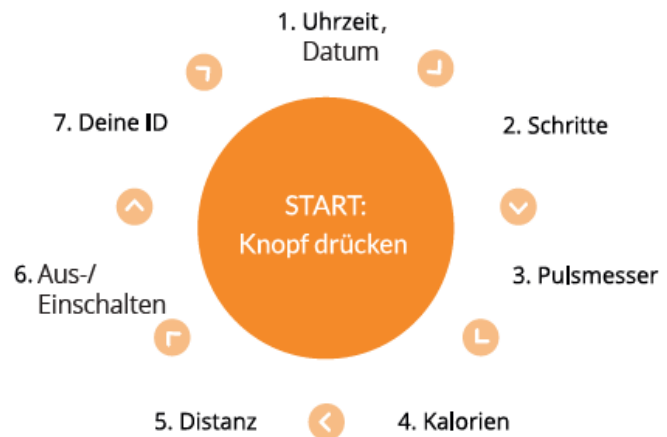 1. Uhrzeit,
Datum
2. Schritte
3. Pulsmesser
4. Kalorien
5. Distanz
6. Aus-/
Einschalten
7. Deine ID
START:
Knopf drücken